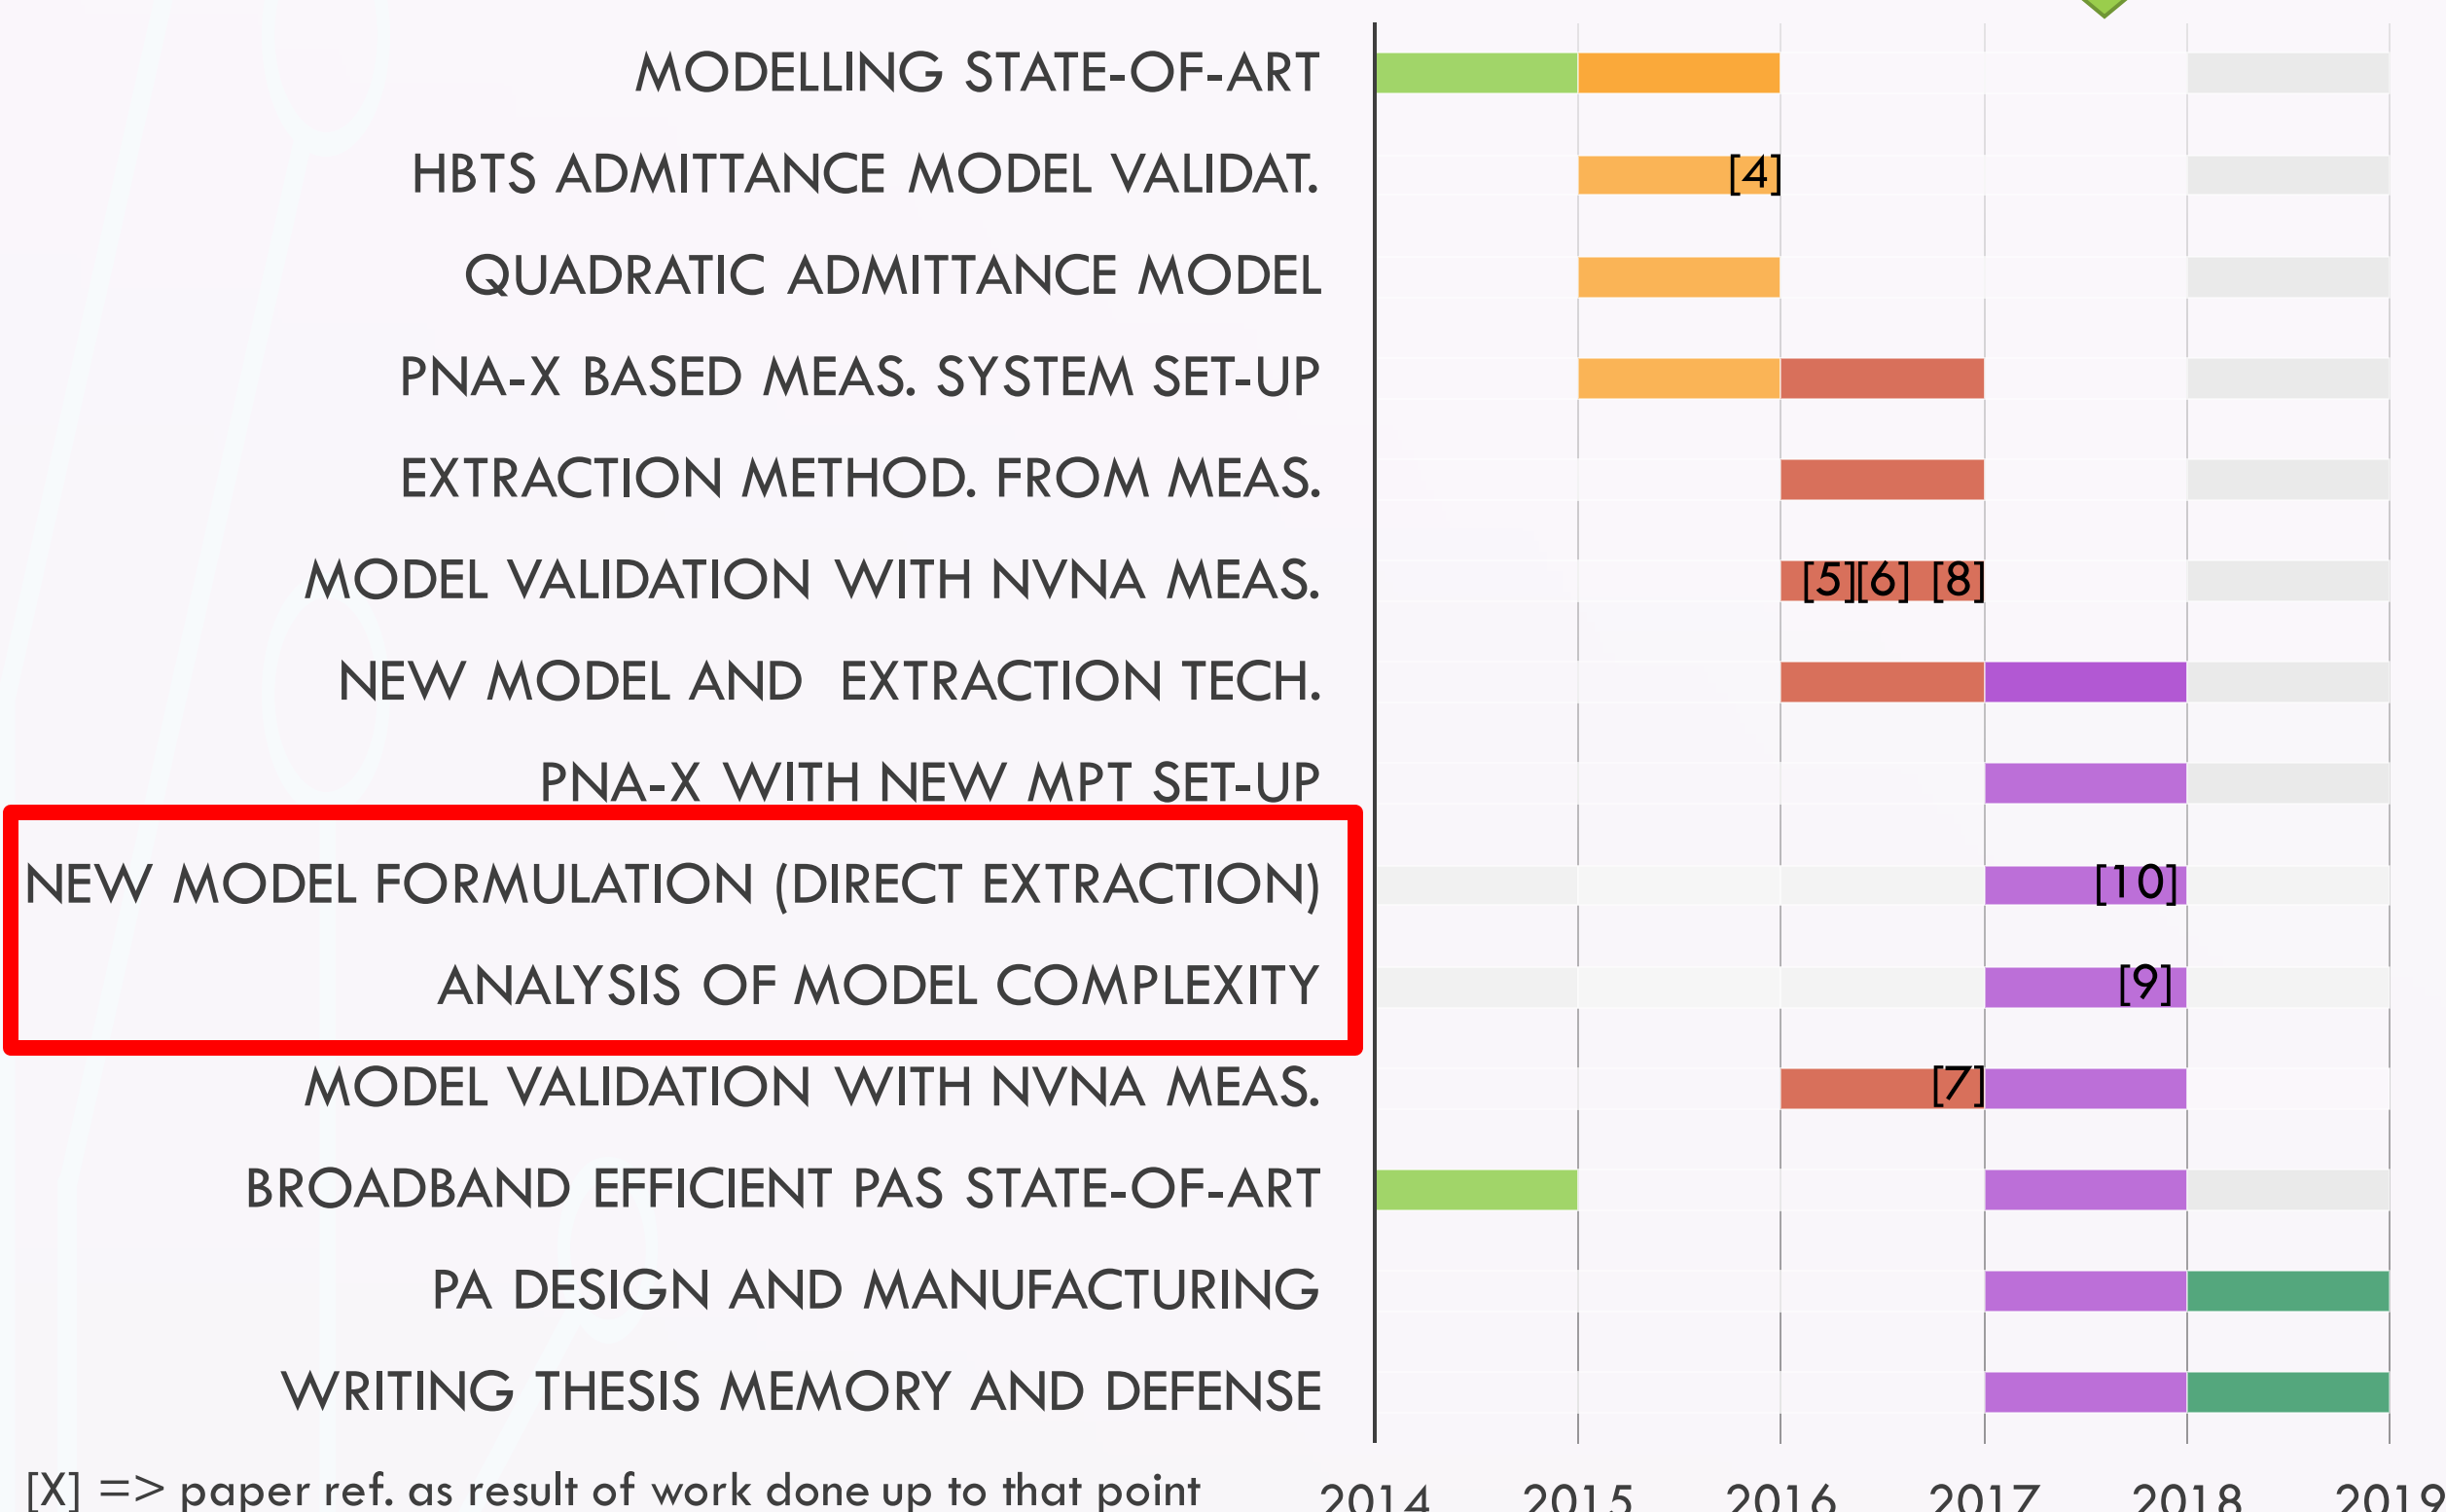 MODELLING STATE-OF-ART
HBTS ADMITTANCE MODEL VALIDAT.
[4]
QUADRATIC ADMITTANCE MODEL
PNA-X BASED MEAS. SYSTEM SET-UP
EXTRACTION METHOD. FROM MEAS.
MODEL VALIDATION WITH NVNA MEAS.
[5][6] [8]
NEW MODEL AND EXTRACTION TECH.
PNA-X WITH NEW MPT SET-UP
NEW MODEL FORMULATION (DIRECT EXTRACTION)
[10]
ANALYSIS OF MODEL COMPLEXITY
[9]
MODEL VALIDATION WITH NVNA MEAS.
[7]
BROADBAND EFFICIENT PAS STATE-OF-ART
PA DESIGN AND MANUFACTURING
WRITING THESIS MEMORY AND DEFENSE
[X] => paper ref. as result of work done up to that point
2014 2015 2016 2017 2018 2019